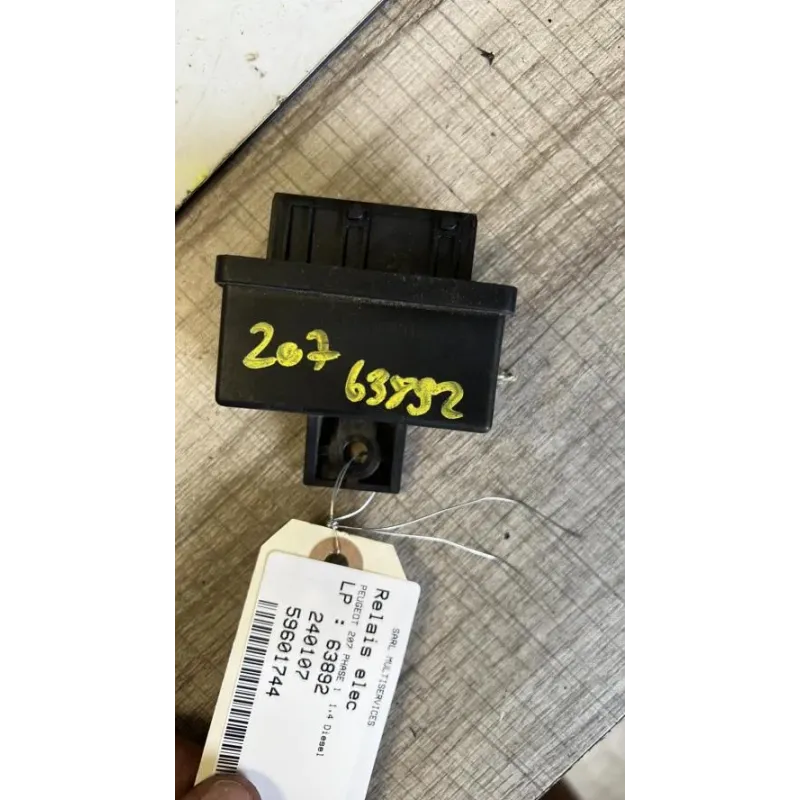 207
63892
SARL MULTISERVICES
Relais elec
PEUGEOT 207 PHASE 1 1.4 Diesel
LP : 63892
240107
59601744